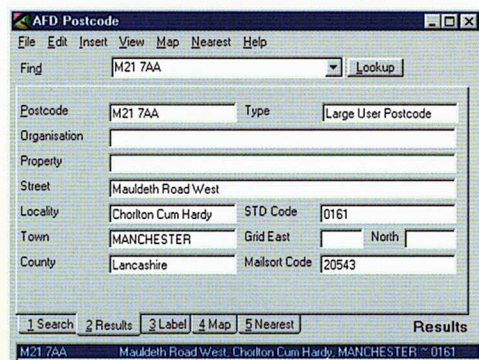 AFD Postcode
File Edit Insert View Map Nearest Help
Find M21 7AA Lookup
Postcode M21 7AA Type Large User Postcode
Organisation
Property
Street Mauldeth Road West
Locality Chorlton Cum Hardy STD Code 0161
Town MANCHESTER Grid East North
County Lancashire Mailsort Code 20543
1 Search 2 Results 3 Label 4 Map 5 Nearest Results
M21 7AA Mauldeth Road West, Chorlton Cum Hardy, MANCHESTER ~ 0161